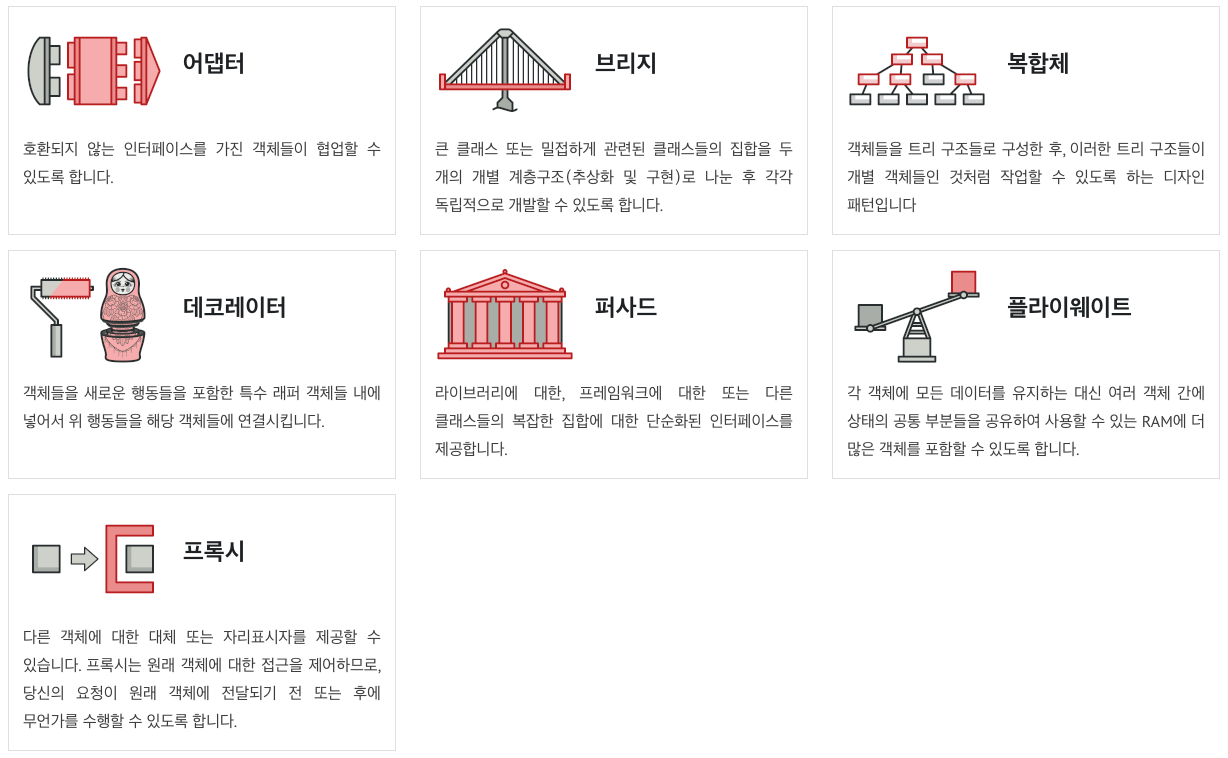 어댑터
호환되지 않는 인터페이스를 가진 객체들이 협업할 수
있도록 합니다.
브리지
큰 클래스 또는 밀접하게 관련된 클래스들의 집합을 두
개의 개별 계층구조(추상화 및 구현)로 나눈 후 각각
독립적으로 개발할 수 있도록 합니다.
복합체
객체들을 트리 구조들로 구성한 후, 이러한 트리 구조들이
개별 객체들인 것처럼 작업할 수 있도록 하는 디자인
패턴입니다
데코레이터
객체들을 새로운 행동들을 포함한 특수 래퍼 객체들 내에
넣어서 위 행동들을 해당 객체들에 연결시킵니다.
퍼사드
라이브러리에 대한, 프레임워크에 대한 또는 다른
클래스들의 복잡한 집합에 대한 단순화된 인터페이스를
제공합니다.
플라이웨이트
각 객체에 모든 데이터를 유지하는 대신 여러 객체 간에
상태의 공통 부분들을 공유하여 사용할 수 있는 RAM에 더
많은 객체를 포함할 수 있도록 합니다.
프록시
다른 객체에 대한 대체 또는 자리표시자를 제공할 수
있습니다. 프록시는 원래 객체에 대한 접근을 제어하므로,
당신의 요청이 원래 객체에 전달되기 전 또는 후에
무언가를 수행할 수 있도록 합니다.